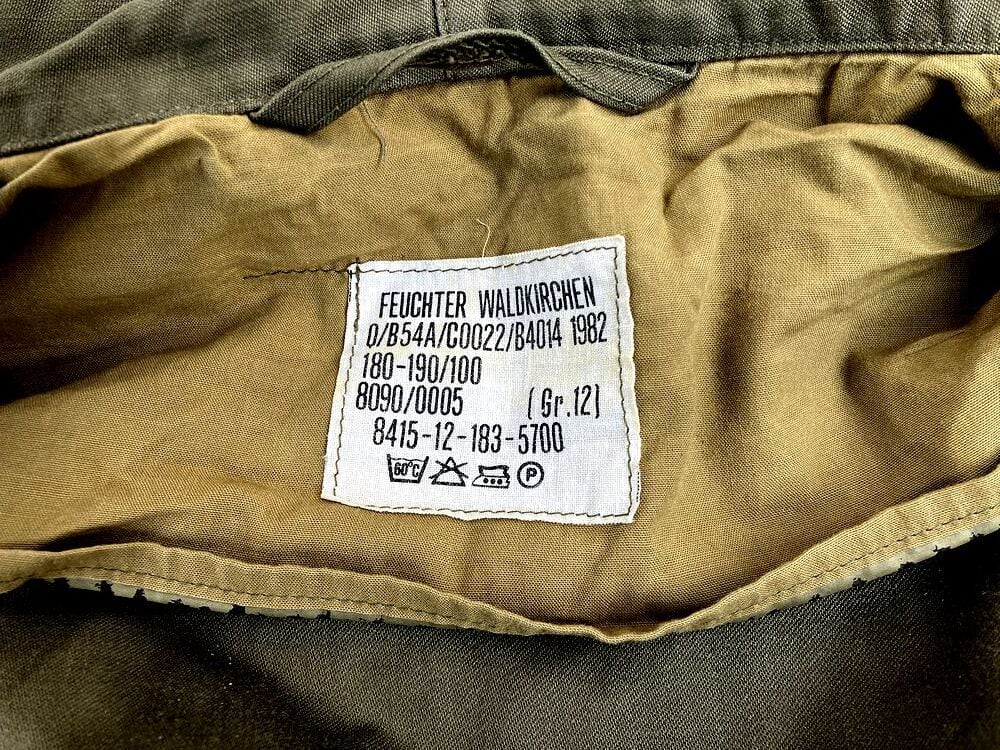 FEUCHTER WALDKIRCHEN
0/B54A/C0022/B4014 1982
180-190/100
8090/0005 (Gr.12)
8415-12-183-5700
60°C P